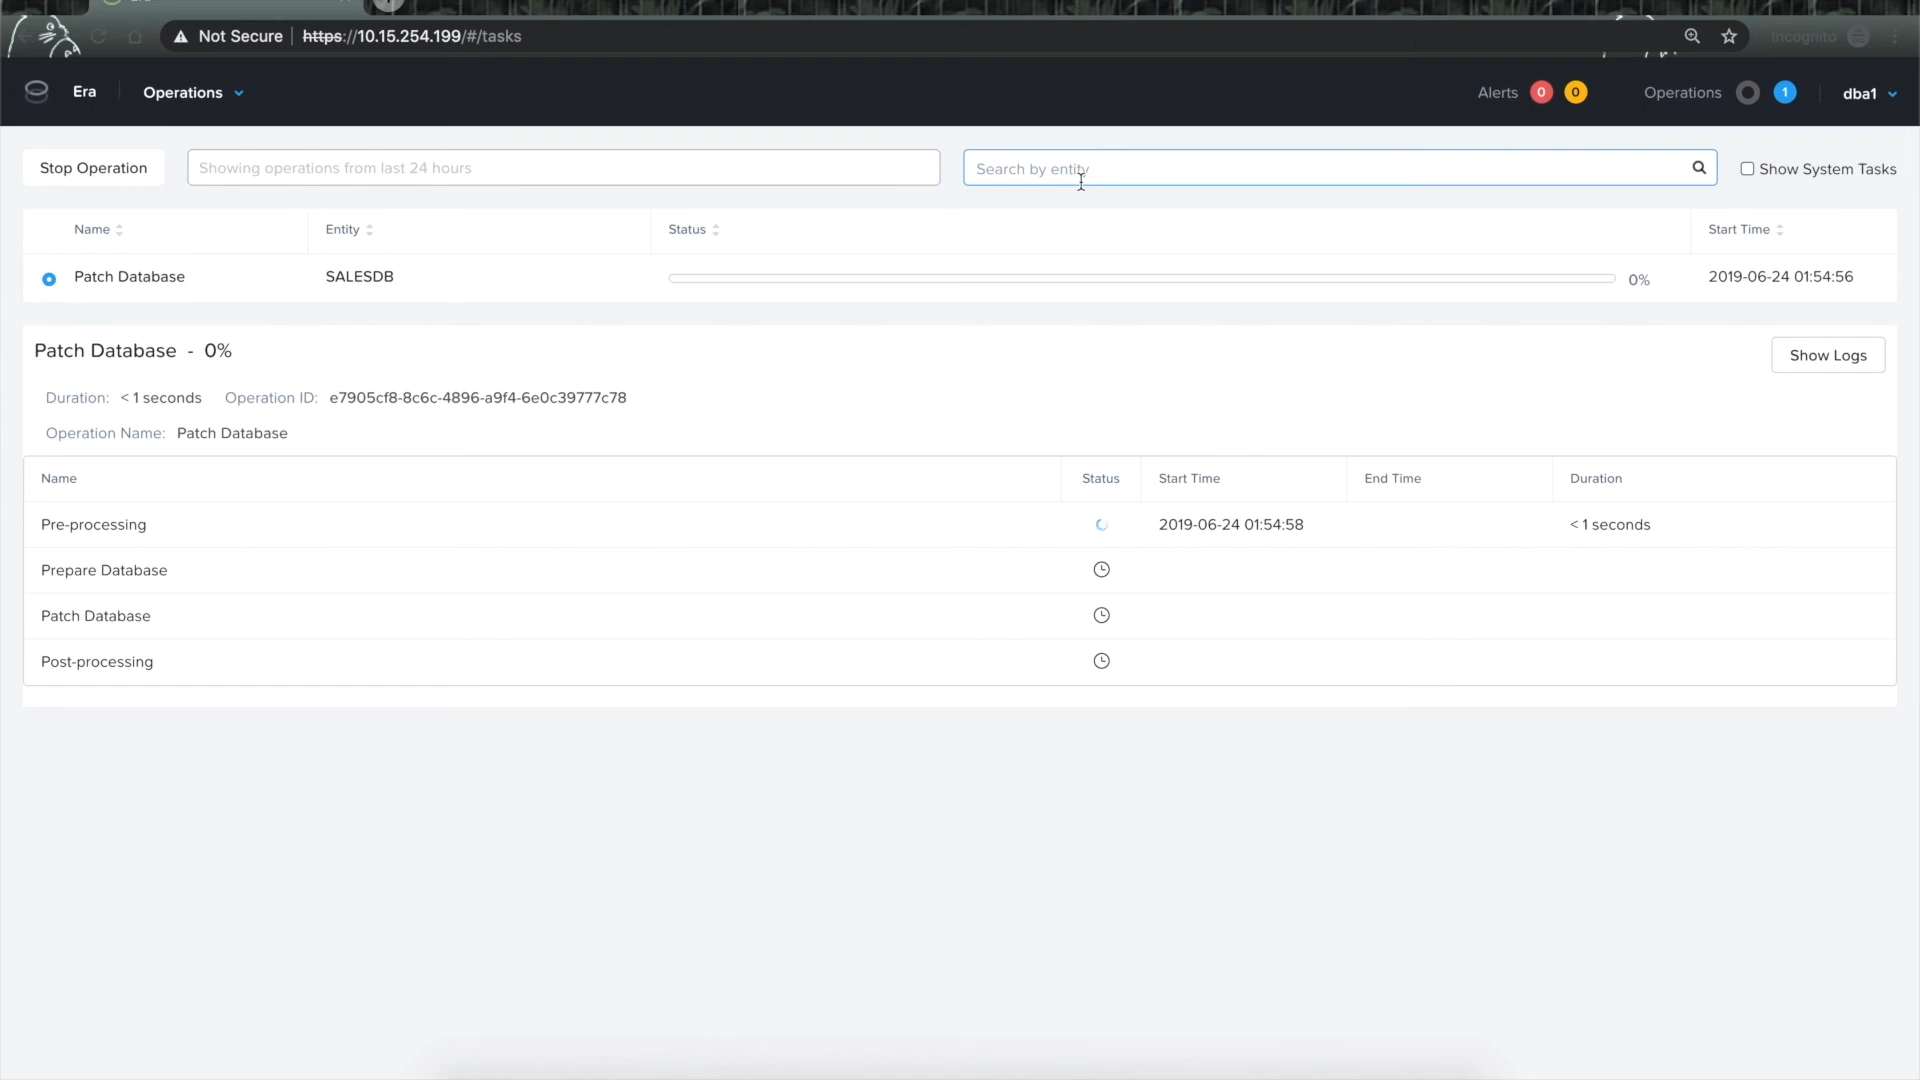 Not Secure https://10.15.254.199/#/tasks Incognito
Era Operations Alerts 0 0 Operations 1 dba1
Stop Operation Showing operations from last 24 hours Search by entity Show System Tasks
Name Entity Status Start Time
Patch Database SALESDB 0% 2019-06-24 01:54:56
Patch Database - 0% Show Logs
Duration: < 1 seconds Operation ID: e7905cf8-8c6c-4896-a9f4-6e0c39777c78
Operation Name: Patch Database
Name Status Start Time End Time Duration
Pre-processing 2019-06-24 01:54:58 < 1 seconds
Prepare Database
Patch Database
Post-processing